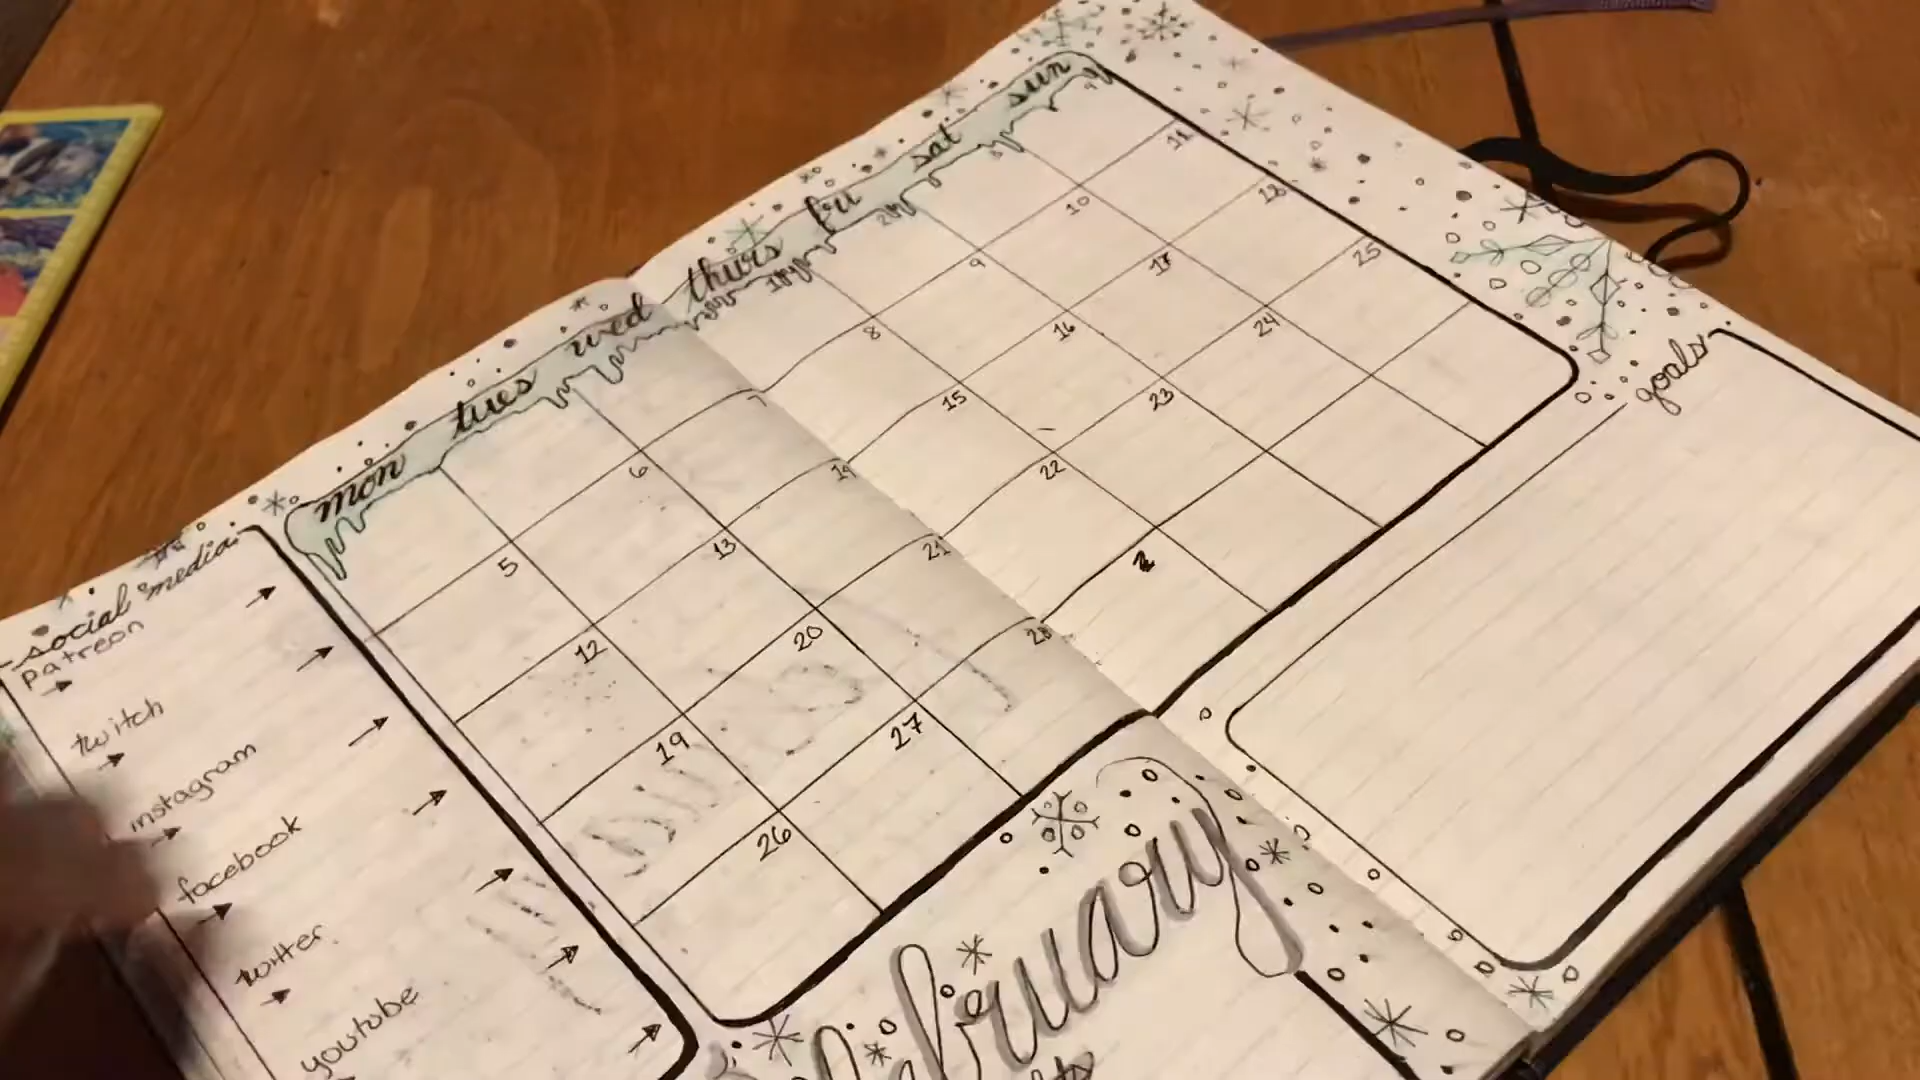 mon tues wed thurs fri sat sun
5 6 7 8 9 10 11
12 13 14 15 16 17 18
19 20 21 22 23 24 25
26 27 28
social media
patreon
twitch
instagram
facebook
twitter
youtube
goals
february